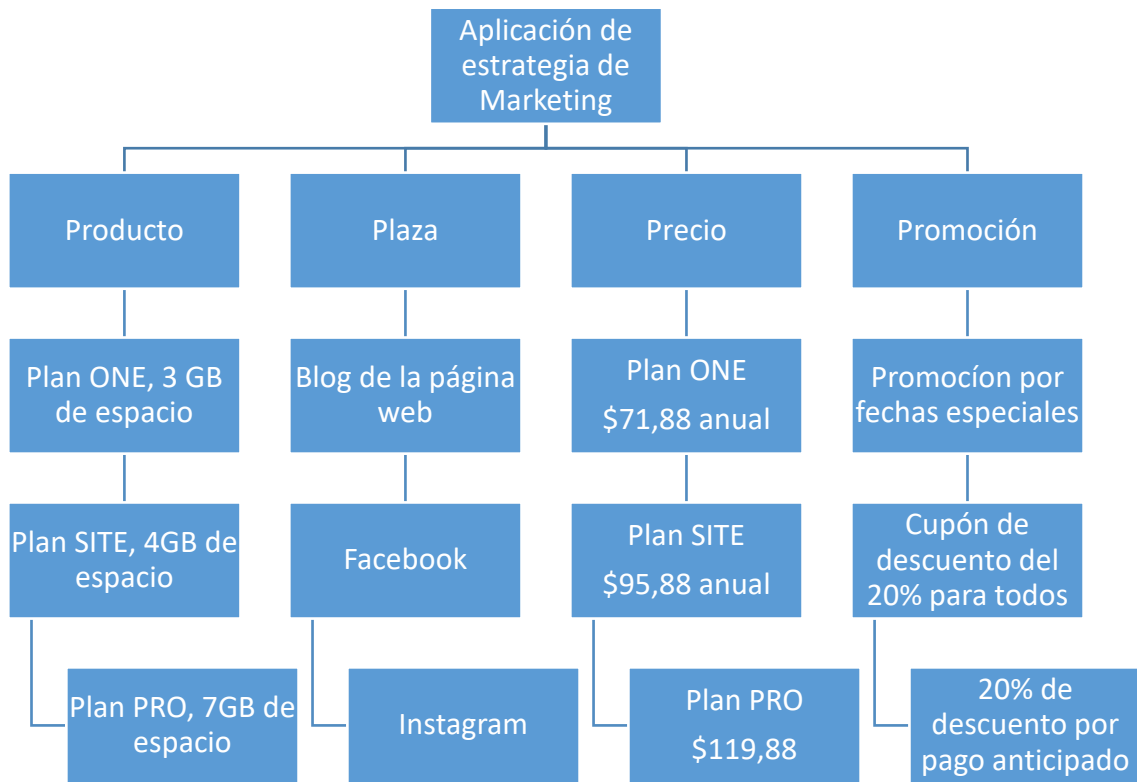 Aplicación de
estrategia de
Marketing
Producto
Plaza
Precio
Promoción
Plan ONE, 3 GB
de espacio
Blog de la página
web
Plan ONE
$71,88 anual
Promocíon por
fechas especiales
Plan SITE, 4GB de
espacio
Facebook
Plan SITE
$95,88 anual
Cupón de
descuento del
20% para todos
Plan PRO, 7GB de
espacio
Instagram
Plan PRO
$119,88
20% de
descuento por
pago anticipado